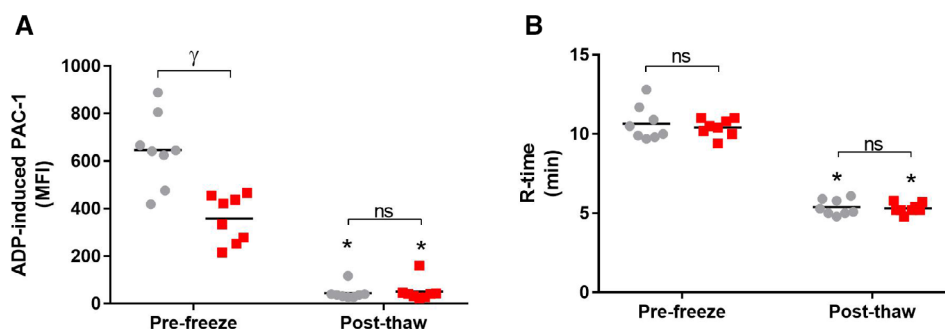 A
ADP-induced PAC-1
(MFI)
1000
800
600
400
200
0
γ
ns
*
*
Pre-freeze
Post-thaw
B
R-time
(min)
15
10
5
0
ns
ns
*
*
Pre-freeze
Post-thaw